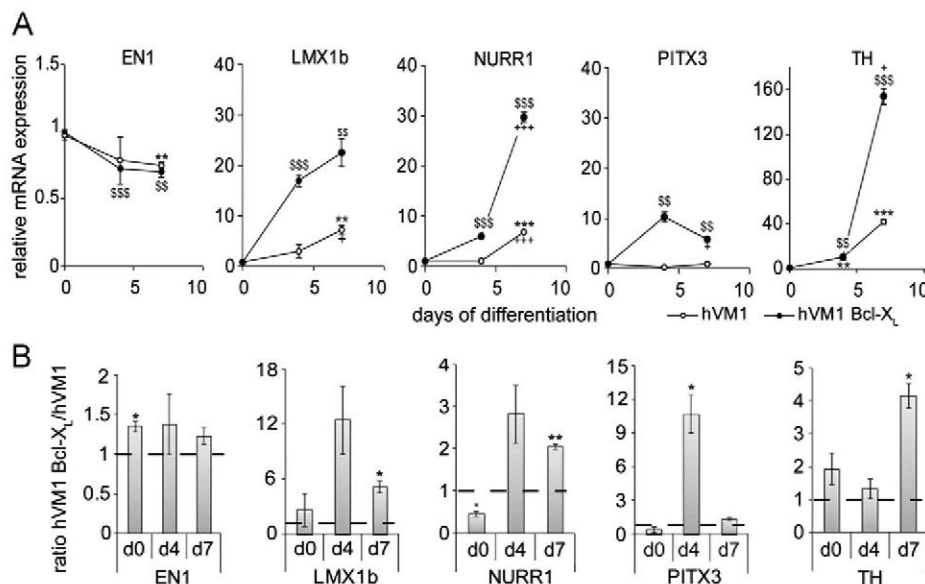 A
EN1
LMX1b
NURR1
PITX3
TH
relative mRNA expression
1.5
1
0.5
0
0 5 10
**
$$$
$$
40
30
20
10
0
0 5 10
$$$
$$
**
40
30
20
10
0
0 5 10
$$$
$$$
+++
***
+++
40
30
20
10
0
0 5 10
$$
$$
+
160
120
80
40
0
0 5 10
$$
**
+
$$$
***
days of differentiation
hVM1
hVM1 Bcl-XL
B
ratio hVM1 Bcl-XL/hVM1
2
1.5
1
0.5
0
*
d0 d4 d7
EN1
18
12
6
0
*
d0 d4 d7
LMX1b
4
3
2
1
0
*
**
d0 d4 d7
NURR1
15
12
9
6
3
0
*
d0 d4 d7
PITX3
5
4
3
2
1
0
*
d0 d4 d7
TH